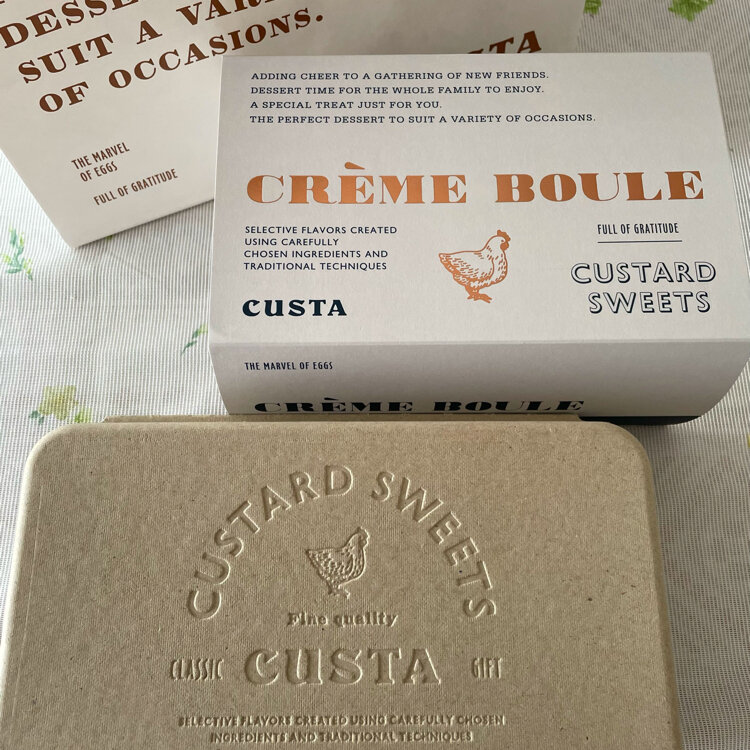 SUIT A
OF OCCASIONS.
THE MARVEL
OF EGGS
FULL OF GRATITUDE
ADDING CHEER TO A GATHERING OF NEW FRIENDS.
DESSERT TIME FOR THE WHOLE FAMILY TO ENJOY.
A SPECIAL TREAT JUST FOR YOU.
THE PERFECT DESSERT TO SUIT A VARIETY OF OCCASIONS.
CRÈME BOULE
SELECTIVE FLAVORS CREATED
USING CAREFULLY
CHOSEN INGREDIENTS AND
TRADITIONAL TECHNIQUES
FULL OF GRATITUDE
CUSTARD
SWEETS
CUSTA
THE MARVEL OF EGGS
CRÈME BOULE
CUSTARD SWEETS
Fine quality
CLASSIC CUSTA GIFT
SELECTIVE FLAVORS CREATED USING CAREFULLY CHOSEN
INGREDIENTS AND TRADITIONAL TECHNIQUES